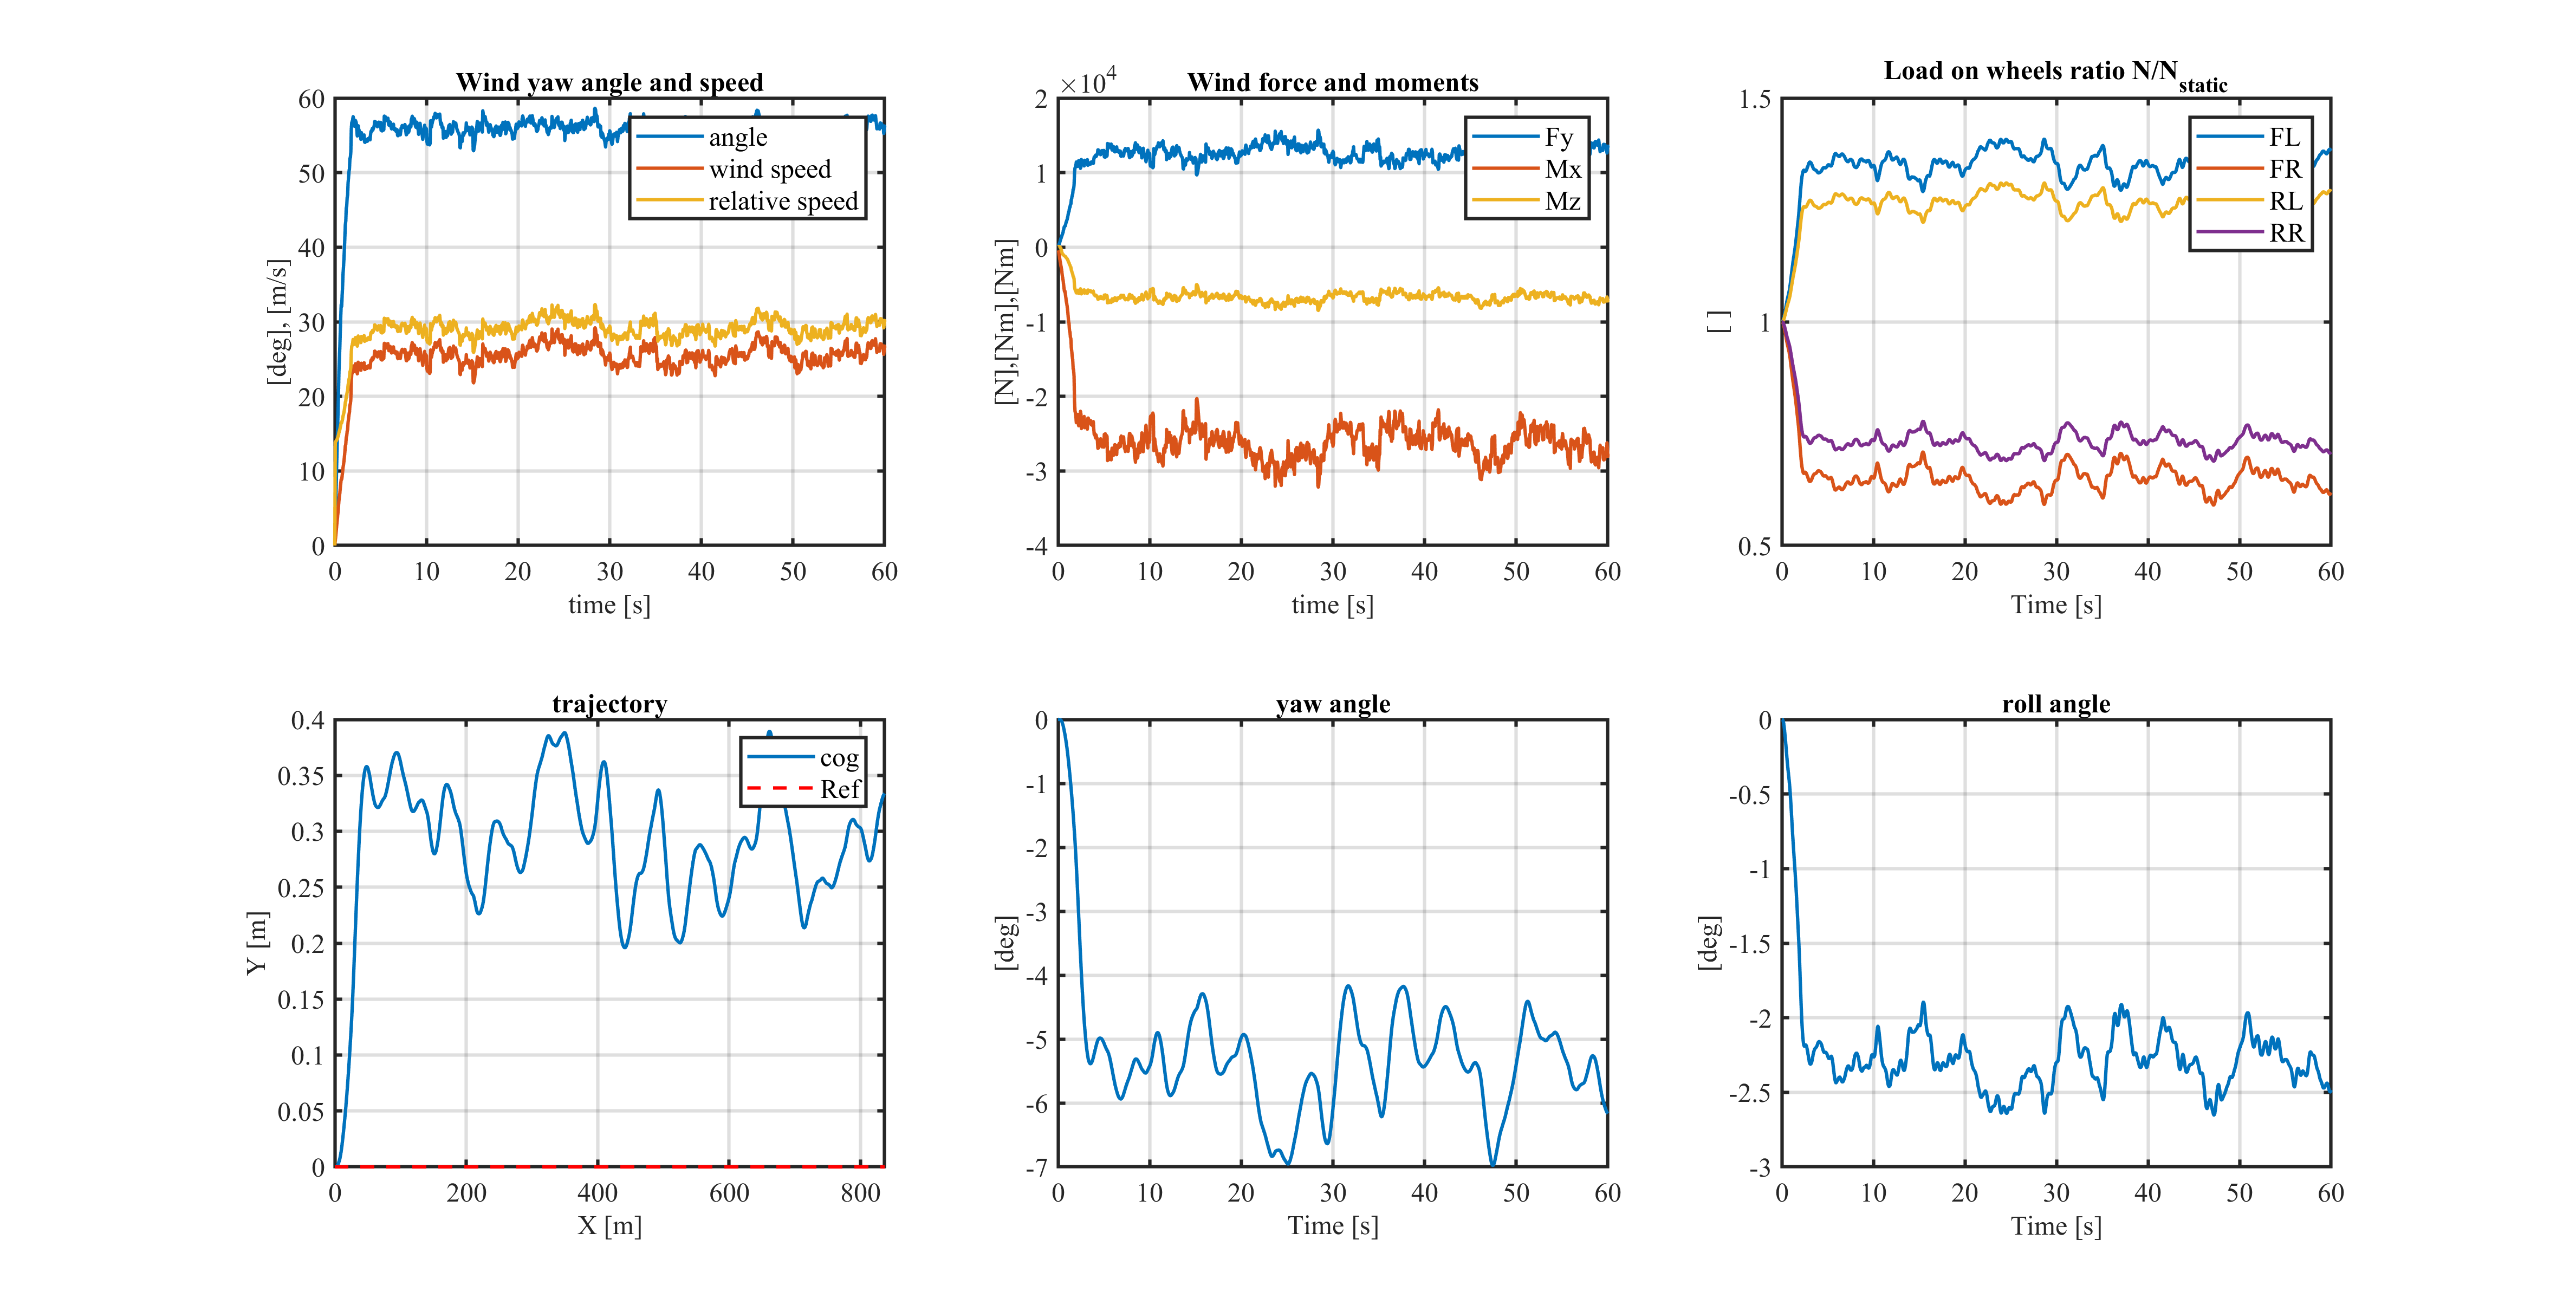 Wind yaw angle and speed
60
50
40
30
20
10
0
[deg], [m/s]
angle
wind speed
relative speed
0 10 20 30 40 50 60
time [s]
Wind force and moments
×10^4
2
1
0
-1
-2
-3
-4
[N],[Nm],[Nm]
Fy
Mx
Mz
0 10 20 30 40 50 60
time [s]
Load on wheels ratio N/N_static
1.5
1
0.5
[ ]
FL
FR
RL
RR
0 10 20 30 40 50 60
Time [s]
trajectory
0.4
0.35
0.3
0.25
0.2
0.15
0.1
0.05
0
Y [m]
cog
Ref
0 200 400 600 800
X [m]
yaw angle
0
-1
-2
-3
-4
-5
-6
-7
[deg]
0 10 20 30 40 50 60
Time [s]
roll angle
0
-0.5
-1
-1.5
-2
-2.5
-3
[deg]
0 10 20 30 40 50 60
Time [s]